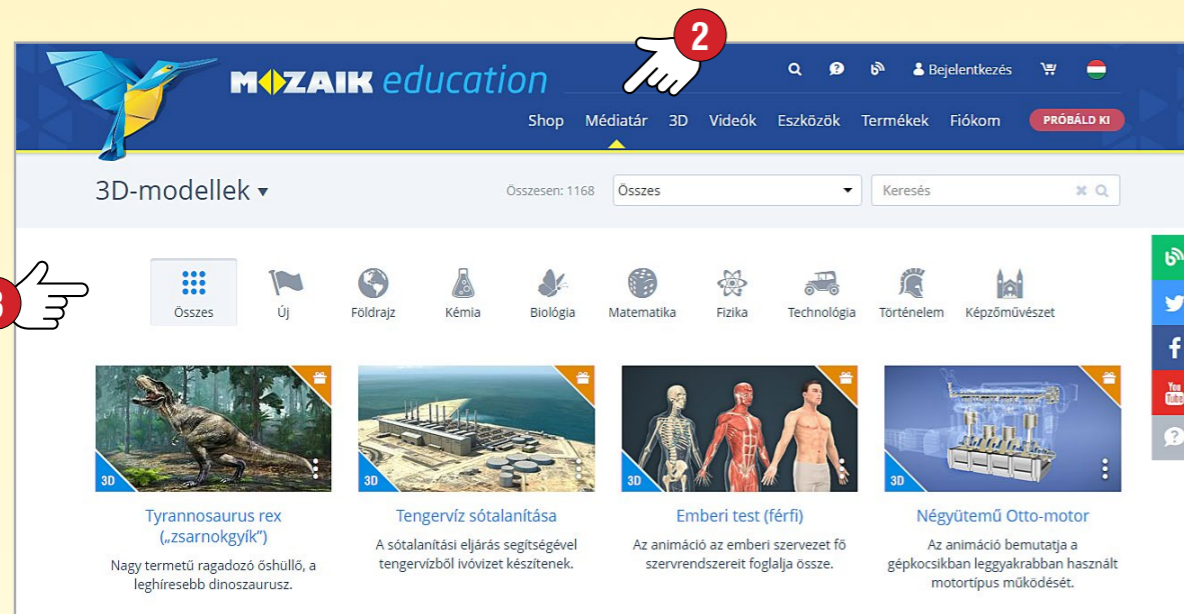 2
MOZAIK education
Bejelentkezés
Shop Médiatár 3D Videók Eszközök Termékek Fiókom PRÓBÁLD KI
3D-modellek
Összesen: 1168
Összes
Keresés
3
Összes Új Földrajz Kémia Biológia Matematika Fizika Technológia Történelem Képzőművészet
You
Tube
3D
3D
3D
3D
Tyrannosaurus rex
(„zsarnokgyík”)
Nagy termetű ragadozó őshüllő, a
leghíresebb dinoszaurusz.
Tengervíz sótalanítása
A sótalanítási eljárás segítségével
tengervízből ivóvizet készítenek.
Emberi test (férfi)
Az animáció az emberi szervezet fő
szervrendszereit foglalja össze.
Négyütemű Otto-motor
Az animáció bemutatja a
gépkocsikban leggyakrabban használt
motortípus működését.